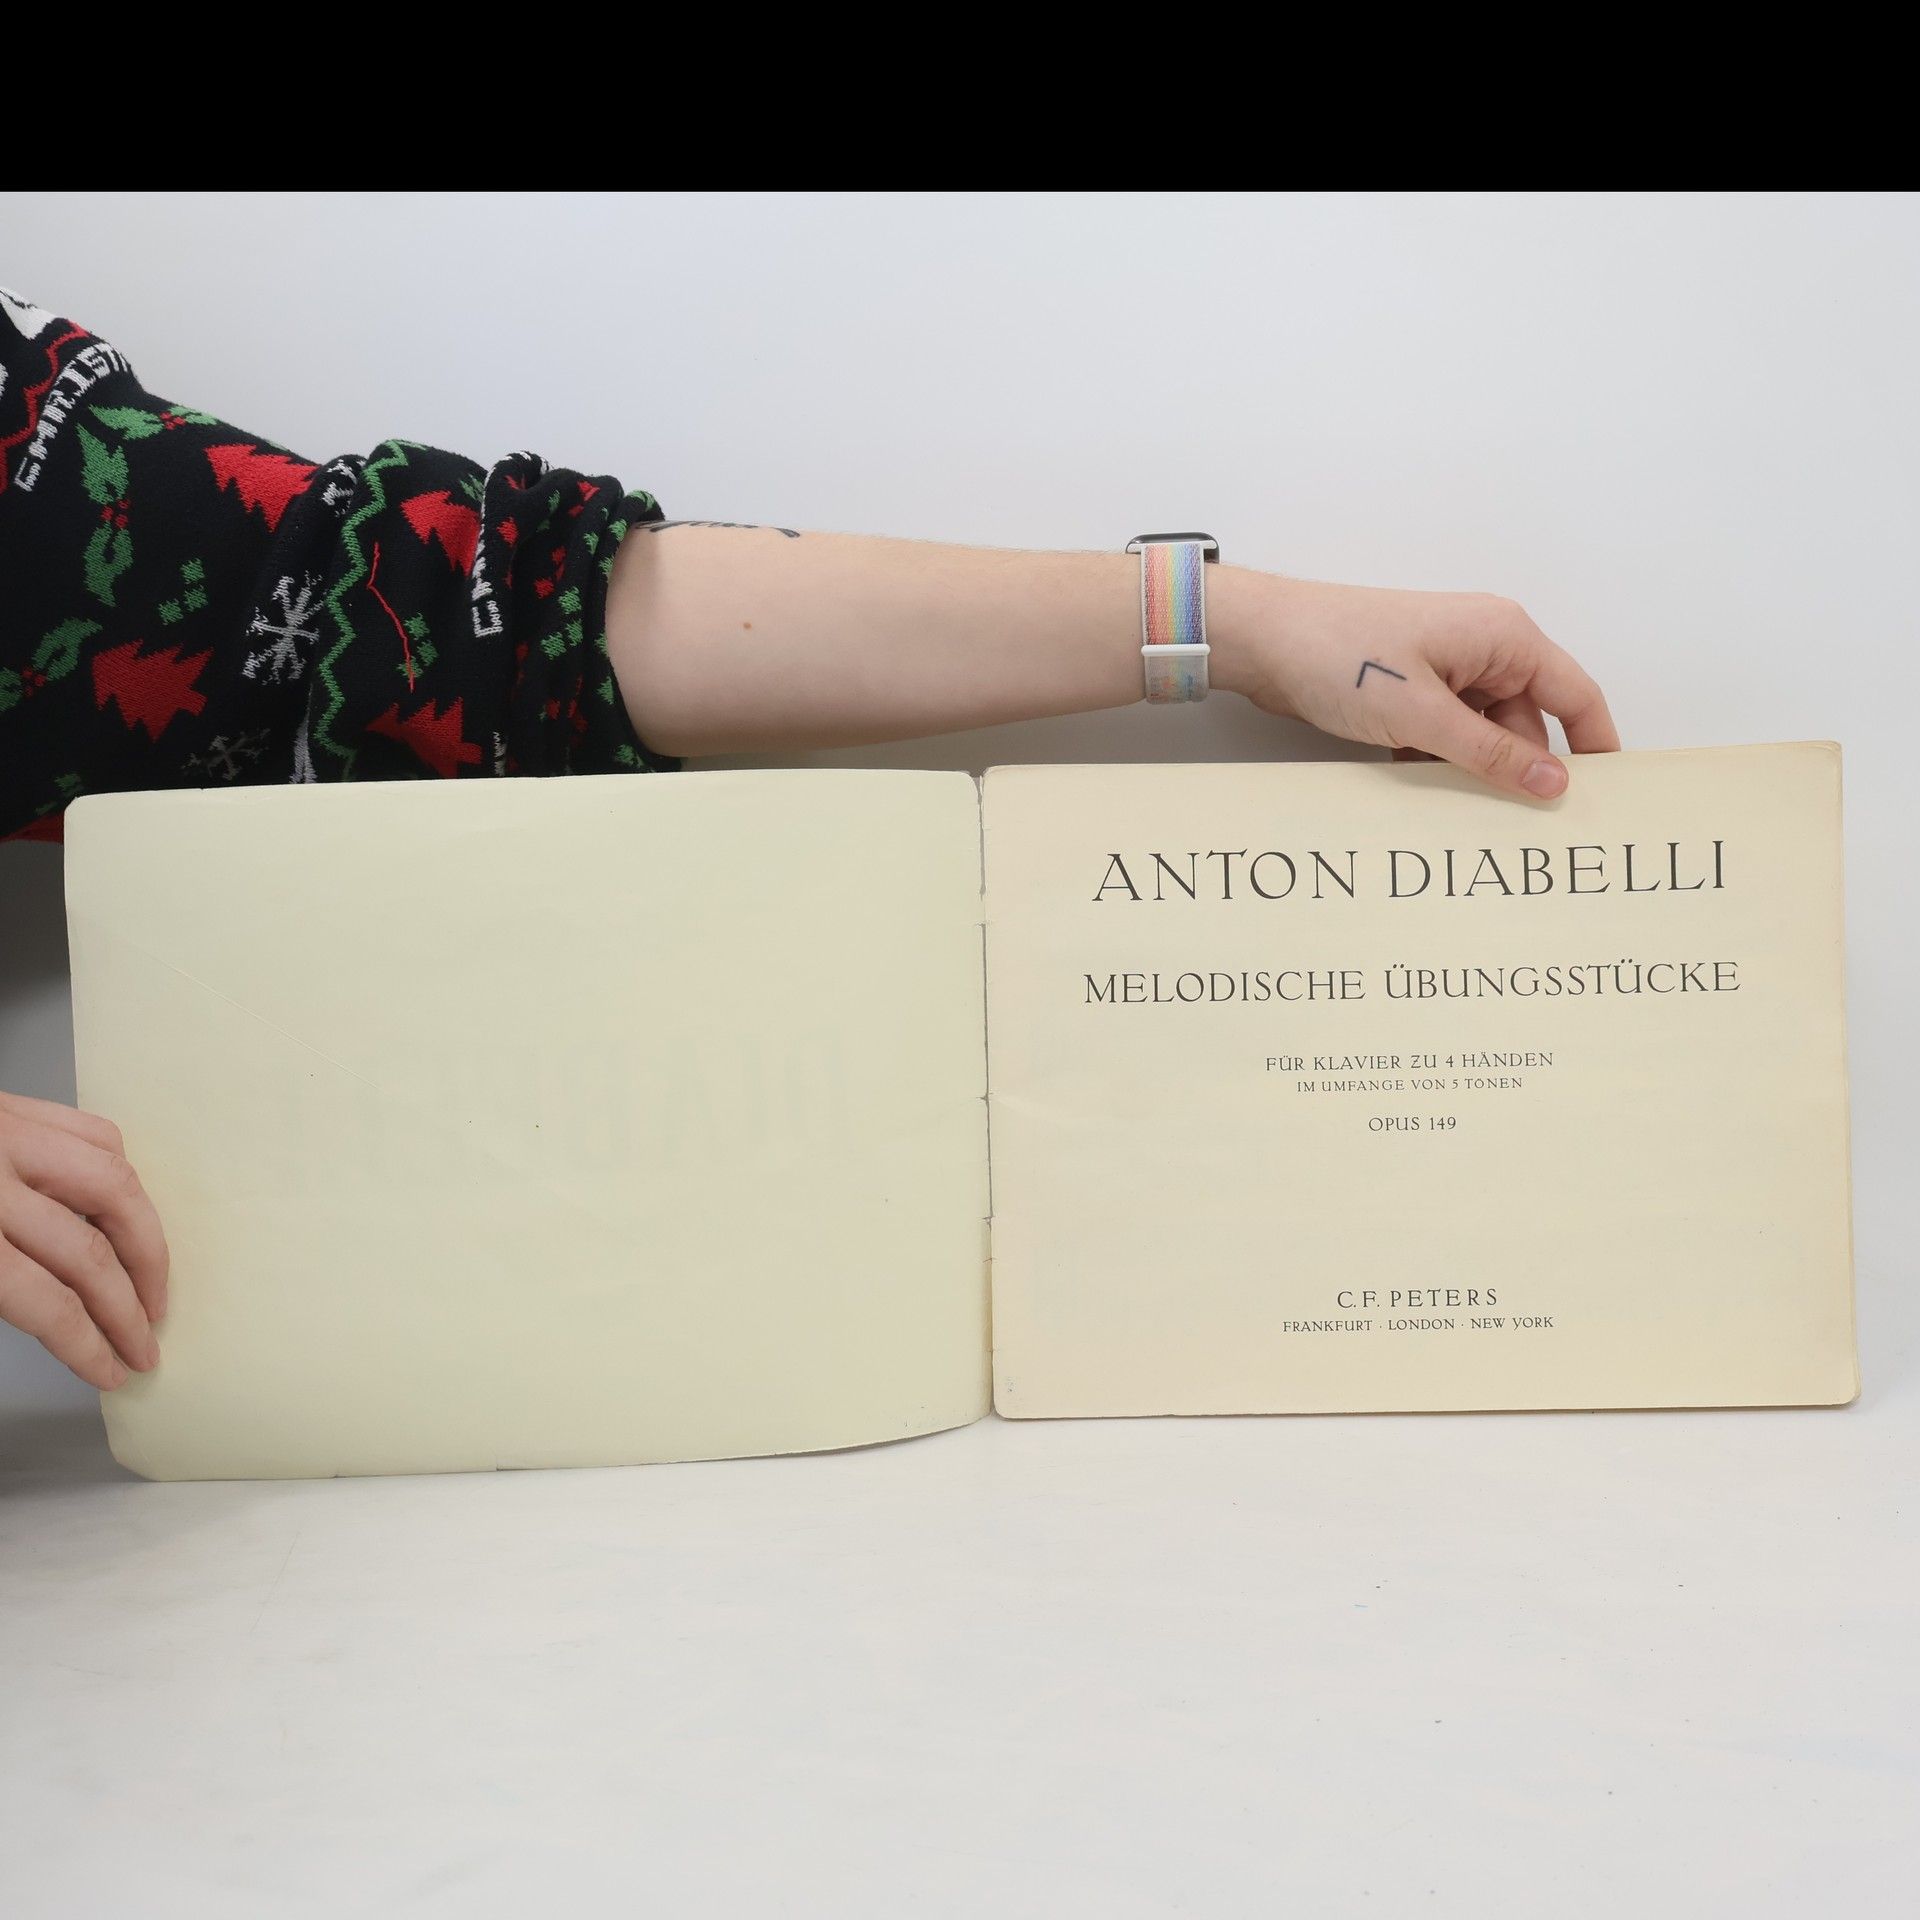 ANTON DIABELLI
MELODISCHE ÜBUNGSSTÜCKE
FÜR KLAVIER ZU 4 HÄNDEN
IM UMFANGE VON 5 TÖNEN
OPUS 149
C. F. PETERS
FRANKFURT · LONDON · NEW YORK